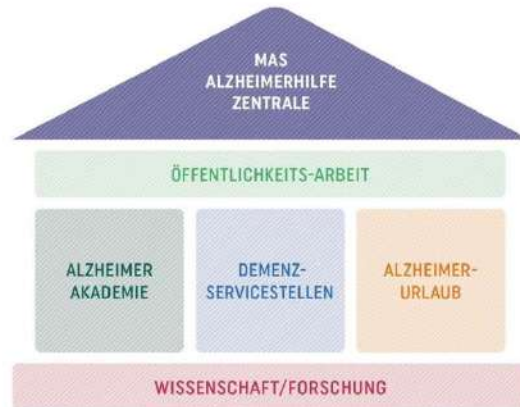 MAS
ALZHEIMERHILFE
ZENTRALE
ÖFFENTLICHKEITS-ARBEIT
ALZHEIMER
AKADEMIE
DEMENZ-
SERVICESTELLEN
ALZHEIMER-
URLAUB
WISSENSCHAFT/FORSCHUNG